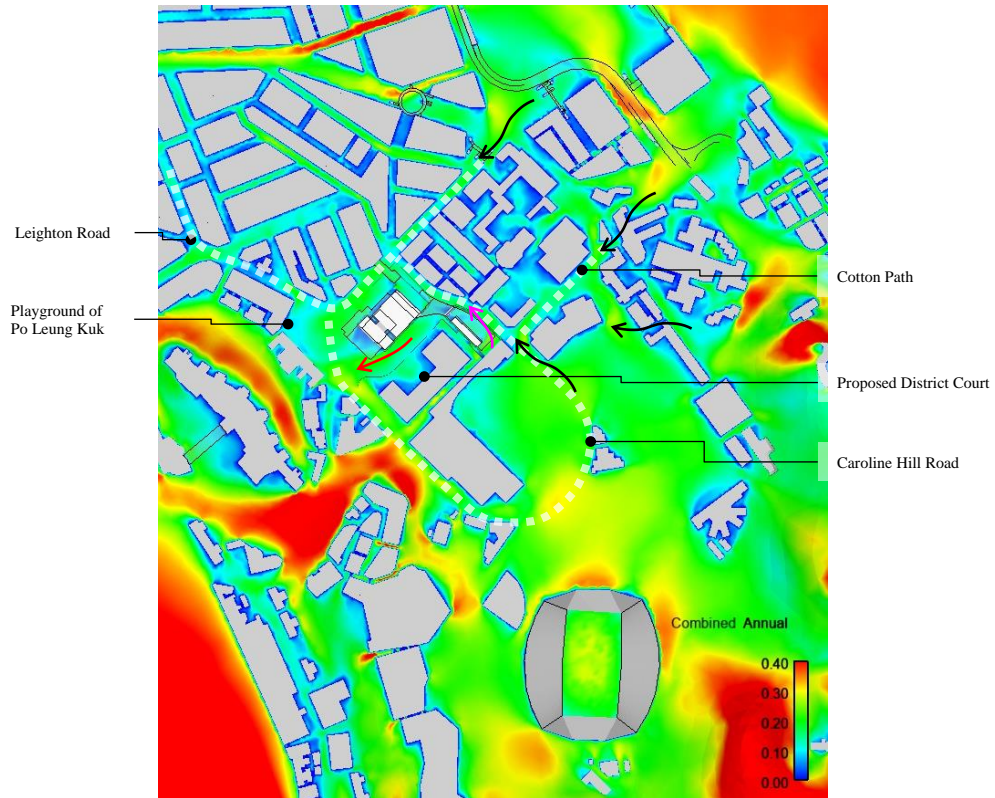 Leighton Road
Playground of
Po Leung Kuk
Cotton Path
Proposed District Court
Caroline Hill Road
Combined Annual
0.40
0.30
0.20
0.10
0.00